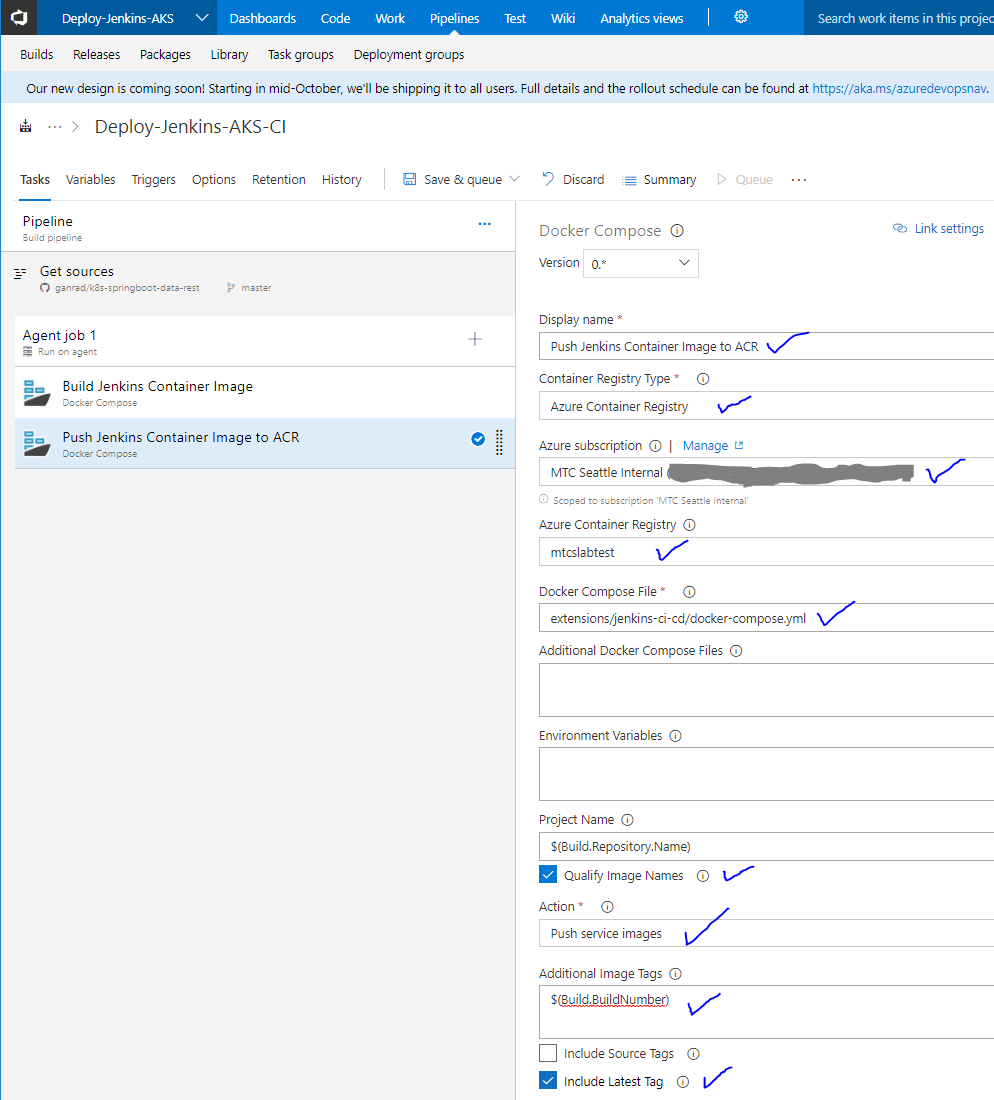 Deploy-Jenkins-AKS Dashboards Code Work Pipelines Test Wiki Analytics views Search work items in this projec
Builds Releases Packages Library Task groups Deployment groups
Our new design is coming soon! Starting in mid-October, we'll be shipping it to all users. Full details and the rollout schedule can be found at https://aka.ms/azuredevopsnav.
... > Deploy-Jenkins-AKS-CI
Tasks Variables Triggers Options Retention History Save & queue Discard Summary Queue ...
Pipeline ...
Build pipeline
Get sources
ganrad/k8s-springboot-data-rest master
Agent job 1
Run on agent
Build Jenkins Container Image
Docker Compose
Push Jenkins Container Image to ACR
Docker Compose
Docker Compose Link settings
Version 0.*
Display name *
Push Jenkins Container Image to ACR
Container Registry Type *
Azure Container Registry
Azure subscription | Manage
MTC Seattle Internal (
Scoped to subscription 'MTC Seattle Internal'
Azure Container Registry
mtcslabtest
Docker Compose File *
extensions/jenkins-ci-cd/docker-compose.yml
Additional Docker Compose Files
Environment Variables
Project Name
$(Build.Repository.Name)
Qualify Image Names
Action *
Push service images
Additional Image Tags
$(Build.BuildNumber)
Include Source Tags
Include Latest Tag